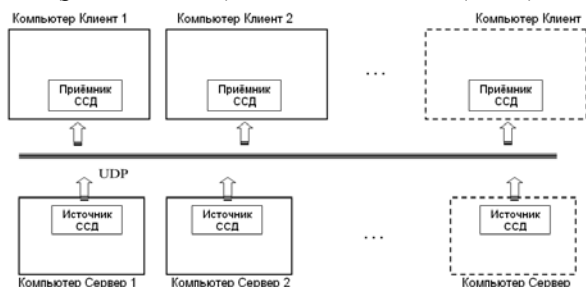 Компьютер Клиент 1
Компьютер Клиент 2
Компьютер Клиент
Приёмник
ССД
Приёмник
ССД
...
Приёмник
ССД
UDP
Источник
ССД
Источник
ССД
...
Источник
ССД
Компьютер Сервер 1
Компьютер Сервер 2
Компьютер Сервер